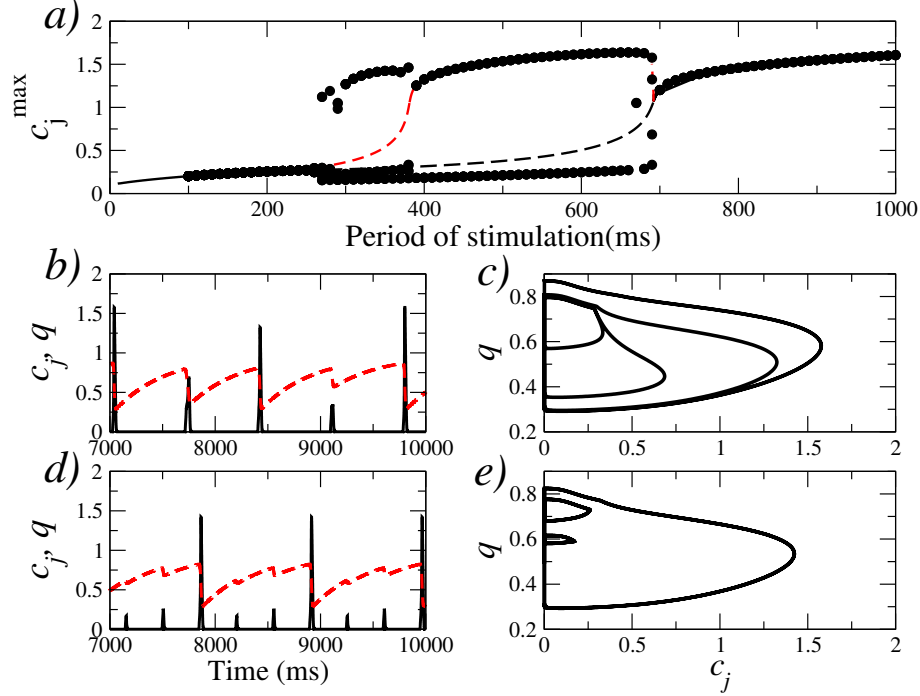 a)
c_j^max
2
1.5
1
0.5
0
0 200 400 600 800 1000
Period of stimulation(ms)
b)
c_j, q
2
1.5
1
0.5
0
7000 8000 9000 10000
c)
q
0.8
0.6
0.4
0.2
0 0.5 1 1.5 2
d)
c_j, q
2
1.5
1
0.5
0
7000 8000 9000 10000
Time (ms)
e)
q
0.8
0.6
0.4
0.2
0 0.5 1 1.5 2
c_j